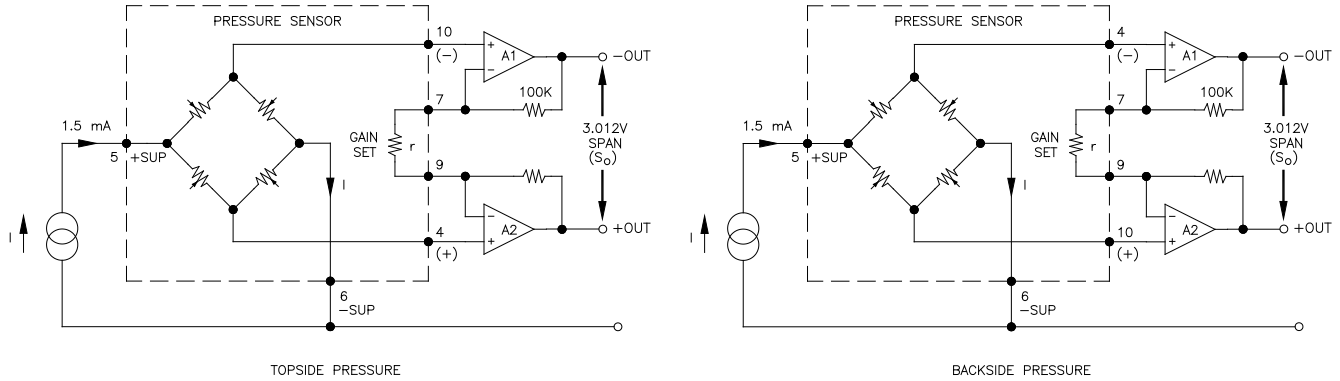 PRESSURE SENSOR
10
(−)
+
A1
−
−OUT
7
100K
1.5 mA
5
+SUP
GAIN
SET
r
3.012V
SPAN
(So)
9
I
I
−
A2
+
+OUT
4
(+)
6
−SUP
TOPSIDE PRESSURE
PRESSURE SENSOR
4
(−)
+
A1
−
−OUT
7
100K
1.5 mA
5
+SUP
GAIN
SET
r
3.012V
SPAN
(So)
9
I
I
−
A2
+
+OUT
10
(+)
6
−SUP
BACKSIDE PRESSURE